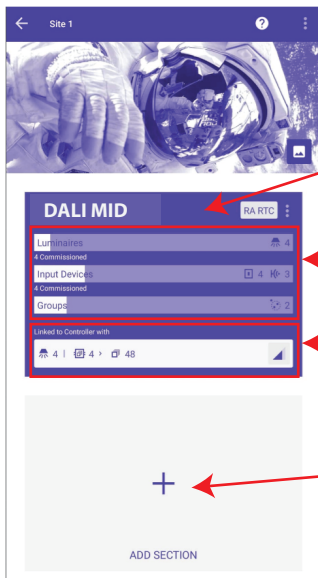 Site 1 ?
DALI MID RA RTC
Luminaires 4
4 Commissioned
Input Devices 4 3
4 Commissioned
Groups 2
Linked to Controller with
4 | 4 > 48
ADD SECTION